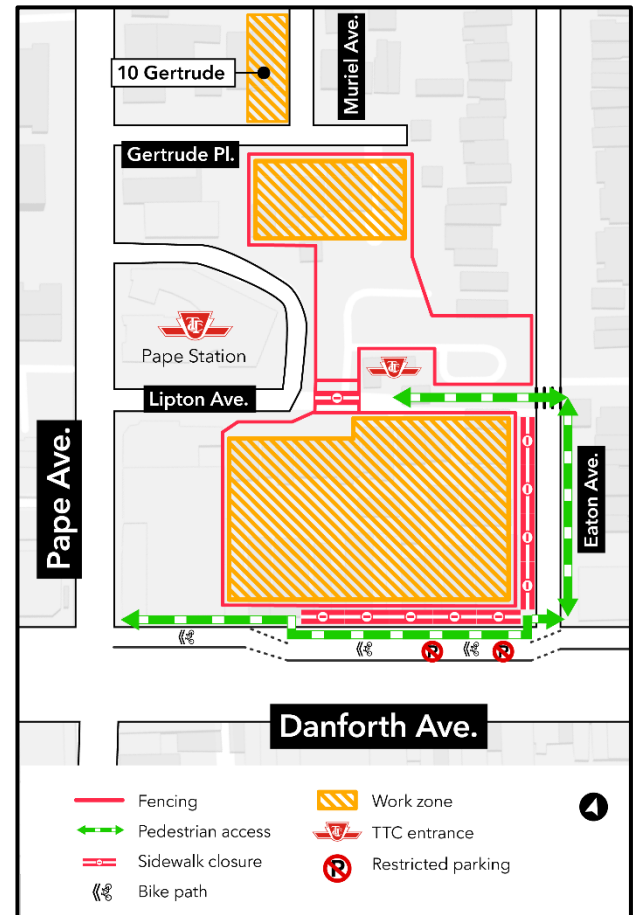 10 Gertrude
Muriel Ave.
Gertrude Pl.
Pape Station
Lipton Ave.
Pape Ave.
Eaton Ave.
Danforth Ave.
Fencing
Work zone
Pedestrian access
TTC entrance
Sidewalk closure
Restricted parking
Bike path